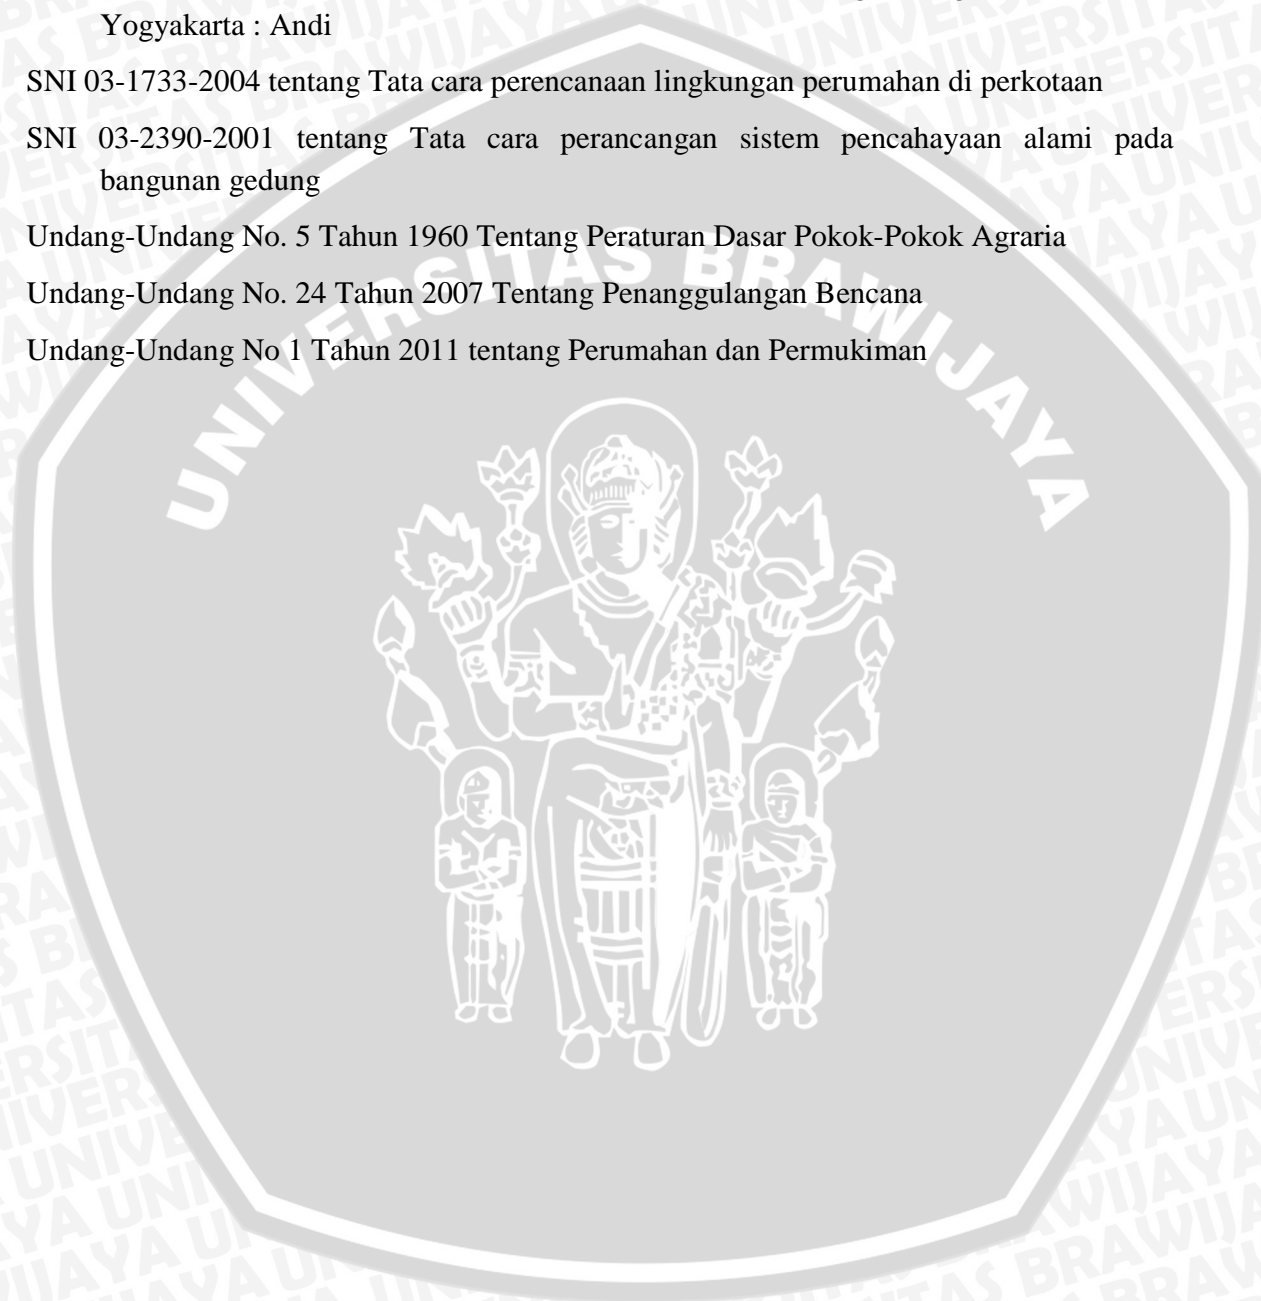 Yogyakarta : Andi
SNI 03-1733-2004 tentang Tata cara perencanaan lingkungan perumahan di perkotaan
SNI 03-2390-2001 tentang Tata cara perancangan sistem pencahayaan alami pada
bangunan gedung
Undang-Undang No. 5 Tahun 1960 Tentang Peraturan Dasar Pokok-Pokok Agraria
Undang-Undang No. 24 Tahun 2007 Tentang Penanggulangan Bencana
Undang-Undang No 1 Tahun 2011 tentang Perumahan dan Permukiman
UNIVERSITAS BRAWIJAYA